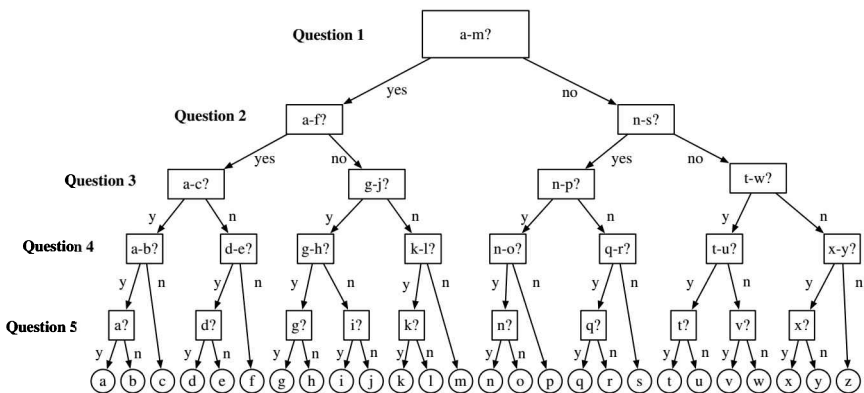 Question 1 a-m?
yes no
Question 2 a-f? n-s?
yes no yes no
Question 3 a-c? g-j? n-p? t-w?
y n y n y n y n
Question 4 a-b? d-e? g-h? k-l? n-o? q-r? t-u? x-y?
y n y n y n y n y n y n y n y n
Question 5 a? d? g? i? k? n? q? t? v? x?
y n y n y n y n y n y n y n y n y n y n
a b c d e f g h i j k l m n o p q r s t u v w x y z